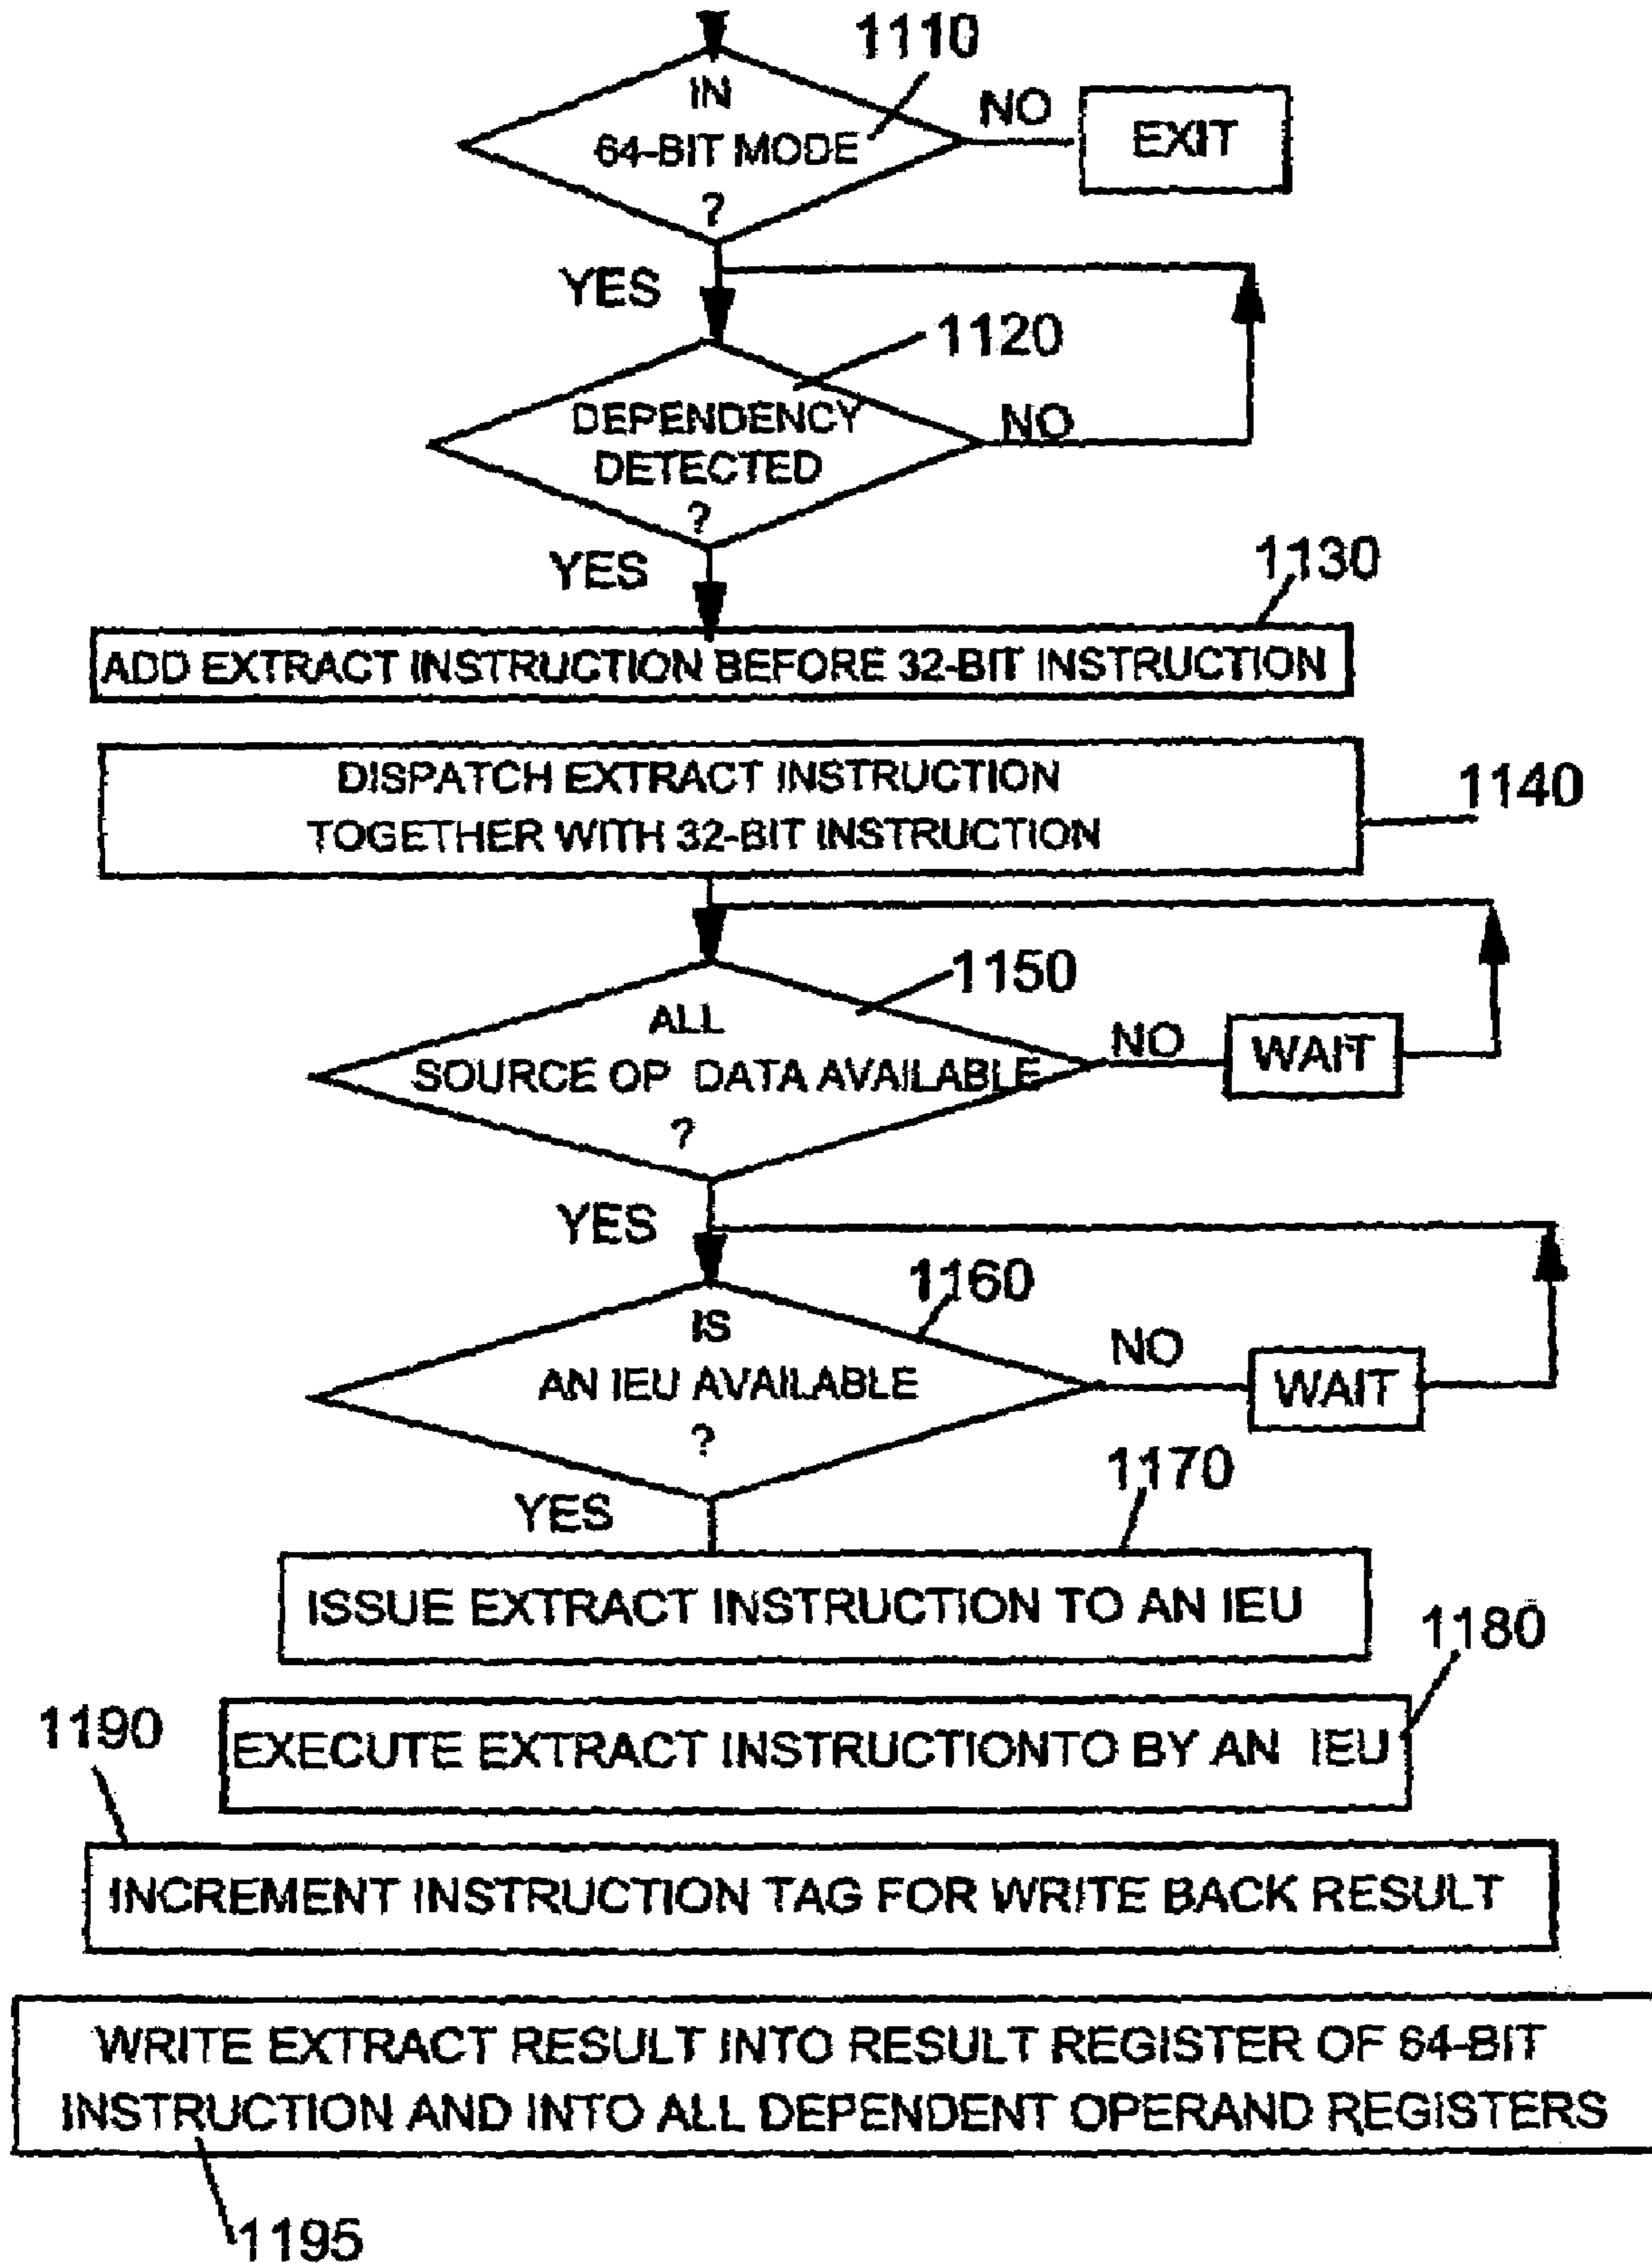 1110
IN
64-BIT MODE
?
NO
EXIT
YES
1120
DEPENDENCY
DETECTED
?
NO
YES
1130
ADD EXTRACT INSTRUCTION BEFORE 32-BIT INSTRUCTION
DISPATCH EXTRACT INSTRUCTION
TOGETHER WITH 32-BIT INSTRUCTION
1140
1150
ALL
SOURCE OP DATA AVAILABLE
?
NO
WAIT
YES
1160
IS
AN IEU AVAILABLE
?
NO
WAIT
YES
1170
ISSUE EXTRACT INSTRUCTION TO AN IEU
1180
EXECUTE EXTRACT INSTRUCTIONTO BY AN IEU
1190
INCREMENT INSTRUCTION TAG FOR WRITE BACK RESULT
WRITE EXTRACT RESULT INTO RESULT REGISTER OF 64-BIT
INSTRUCTION AND INTO ALL DEPENDENT OPERAND REGISTERS
1195